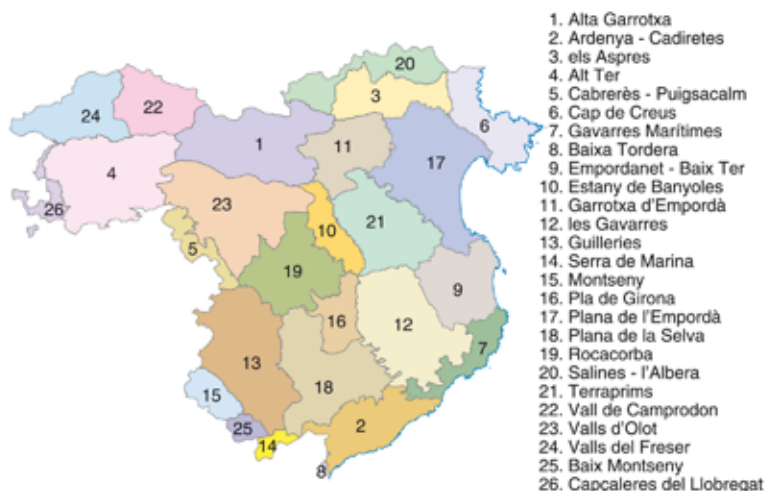 1. Alta Garrotxa
2. Ardenya - Cadiretes
3. els Aspres
4. Alt Ter
5. Cabrerès - Puigsacalm
6. Cap de Creus
7. Gavarres Marítimes
8. Baixa Tordera
9. Empordanet - Baix Ter
10. Estany de Banyoles
11. Garrotxa d'Empordà
12. les Gavarres
13. Guilleries
14. Serra de Marina
15. Montseny
16. Pla de Girona
17. Plana de l'Empordà
18. Plana de la Selva
19. Rocacorba
20. Salines - l'Albera
21. Terraprims
22. Vall de Camprodon
23. Valls d'Olot
24. Valls del Freser
25. Baix Montseny
26. Capçaleres del Llobregat
20
24
22
3
6
1
11
17
4
26
23
10
21
5
19
9
16
12
7
13
15
18
25
2
14
8